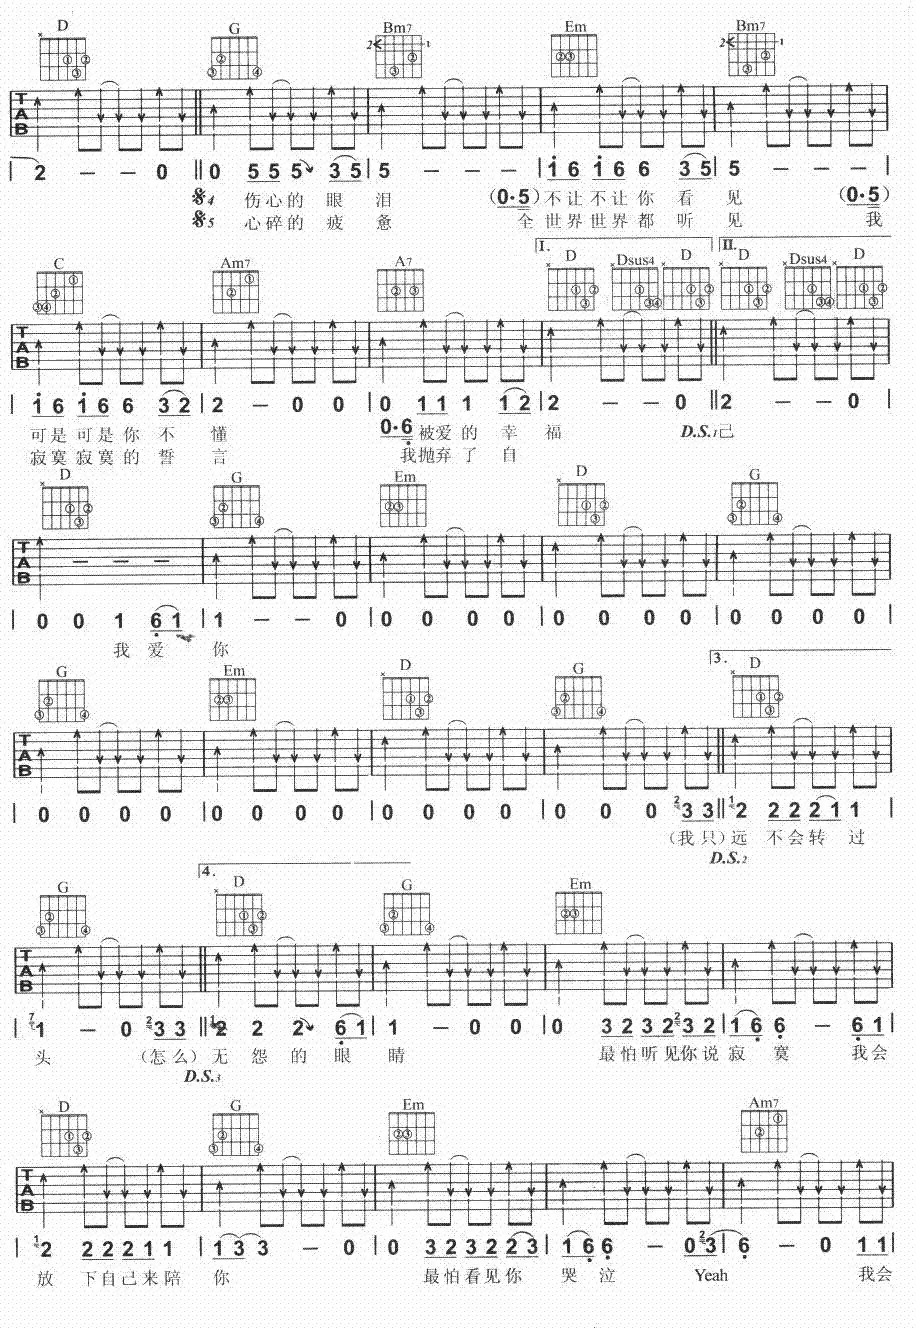 D G Bm7 Em Bm7
2 1 2 1
TAB
2 – – 0 0 5 5 5 3 5 5 – – – 1 6 1 6 6 3 5 5 – – –
4 伤心的 眼 泪 (0·5) 不让不让你 看 见 (0·5)
5 心碎的 疲 惫 全 世界世界都 听 见 我
C Am7 A7 I. D Dsus4 D II. D Dsus4 D
TAB
1 6 1 6 6 3 2 2 – 0 0 0 1 1 1 1 2 2 – – 0 2 – – 0
可是可是你 不 懂 0·6 被爱的 幸 福 D.S.1 己
寂寞寂寞的 誓 言 我抛弃了 自
D G Em D G
TAB
0 0 1 6 1 1 – – 0 0 0 0 0 0 0 0 0 0 0 0 0
我 爱 你
G Em D G 3. D
TAB
0 0 0 0 0 0 0 0 0 0 0 0 0 0 0 2 3 3 1 2 2 2 2 1 1
(我只) 远 不会转 过
D.S.2
G 4. D G Em
TAB
7 1 – 0 2 3 3 1 2 2 2 6 1 1 – 0 0 0 3 2 3 2 2 3 2 1 6 6 – 6 1
头 (怎么) 无 怨 的 眼 睛 最怕听见你说 寂 寞 我会
D.S.3
D G Em Am7
TAB
1 2 2 2 2 1 1 1 3 3 – 0 0 3 2 3 2 2 3 1 6 6 – 0 2 3 6 – 0 1 1
放 下自己来陪 你 最怕看见你 哭 泣 Yeah 我会